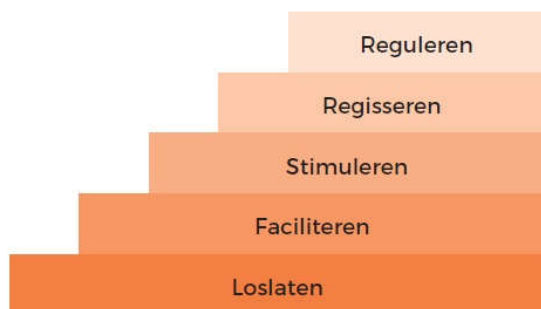 Reguleren
Regisseren
Stimuleren
Faciliteren
Loslaten